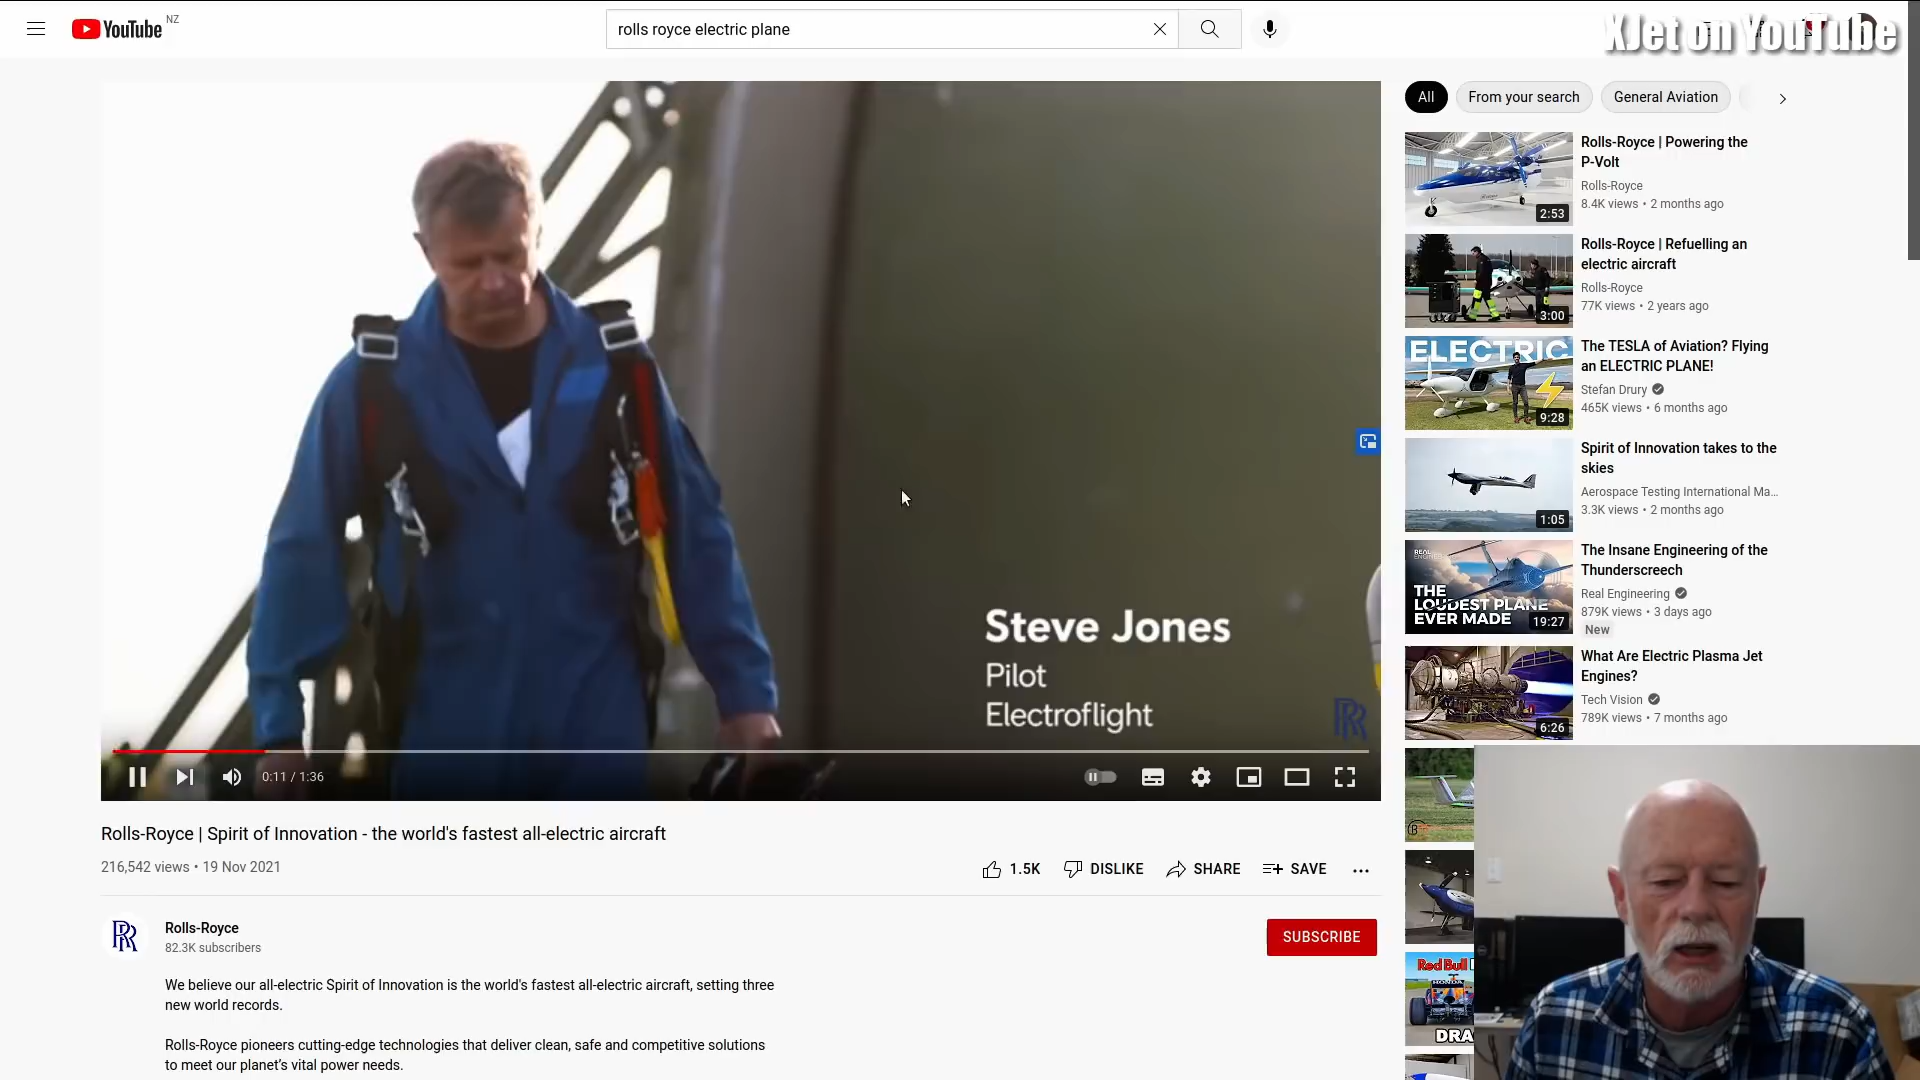 YouTube NZ
rolls royce electric plane
XJet on YouTube
Steve Jones
Pilot
Electroflight
0:11 / 1:36
Rolls-Royce | Spirit of Innovation - the world's fastest all-electric aircraft
216,542 views • 19 Nov 2021
1.5K DISLIKE SHARE SAVE
Rolls-Royce
82.3K subscribers
SUBSCRIBE
We believe our all-electric Spirit of Innovation is the world's fastest all-electric aircraft, setting three
new world records.
Rolls-Royce pioneers cutting-edge technologies that deliver clean, safe and competitive solutions
to meet our planet's vital power needs.
All From your search General Aviation
2:53
Rolls-Royce | Powering the
P-Volt
Rolls-Royce
8.4K views • 2 months ago
3:00
Rolls-Royce | Refuelling an
electric aircraft
Rolls-Royce
77K views • 2 years ago
ELECTRIC
9:28
The TESLA of Aviation? Flying
an ELECTRIC PLANE!
Stefan Drury
465K views • 6 months ago
1:05
Spirit of Innovation takes to the
skies
Aerospace Testing International Ma...
3.3K views • 2 months ago
THE
LOUDEST PLANE
EVER MADE
19:27
The Insane Engineering of the
Thunderscreech
Real Engineering
879K views • 3 days ago
New
6:26
What Are Electric Plasma Jet
Engines?
Tech Vision
789K views • 7 months ago
Red Bull
HONDA
DRA